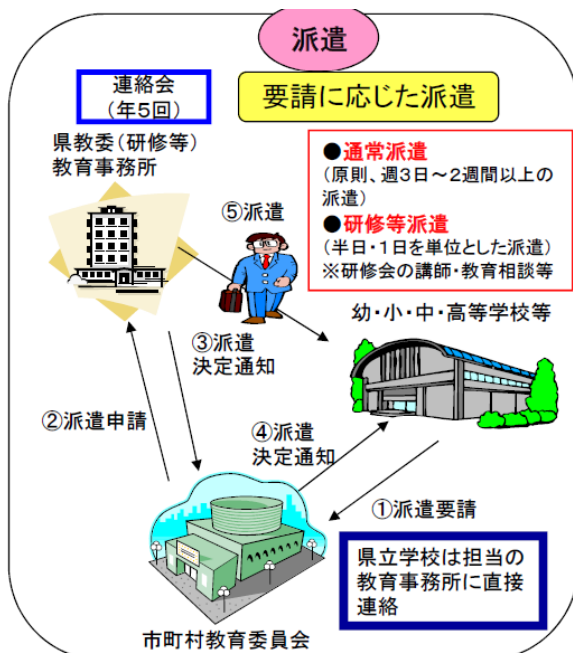 派遣
連絡会
(年5回)
要請に応じた派遣
県教委(研修等)
教育事務所
●通常派遣
(原則、週3日~2週間以上の
派遣)
●研修等派遣
(半日・1日を単位とした派遣)
※研修会の講師・教育相談等
⑤派遣
幼・小・中・高等学校等
③派遣
決定通知
②派遣申請
④派遣
決定通知
①派遣要請
県立学校は担当の
教育事務所に直接
連絡
市町村教育委員会